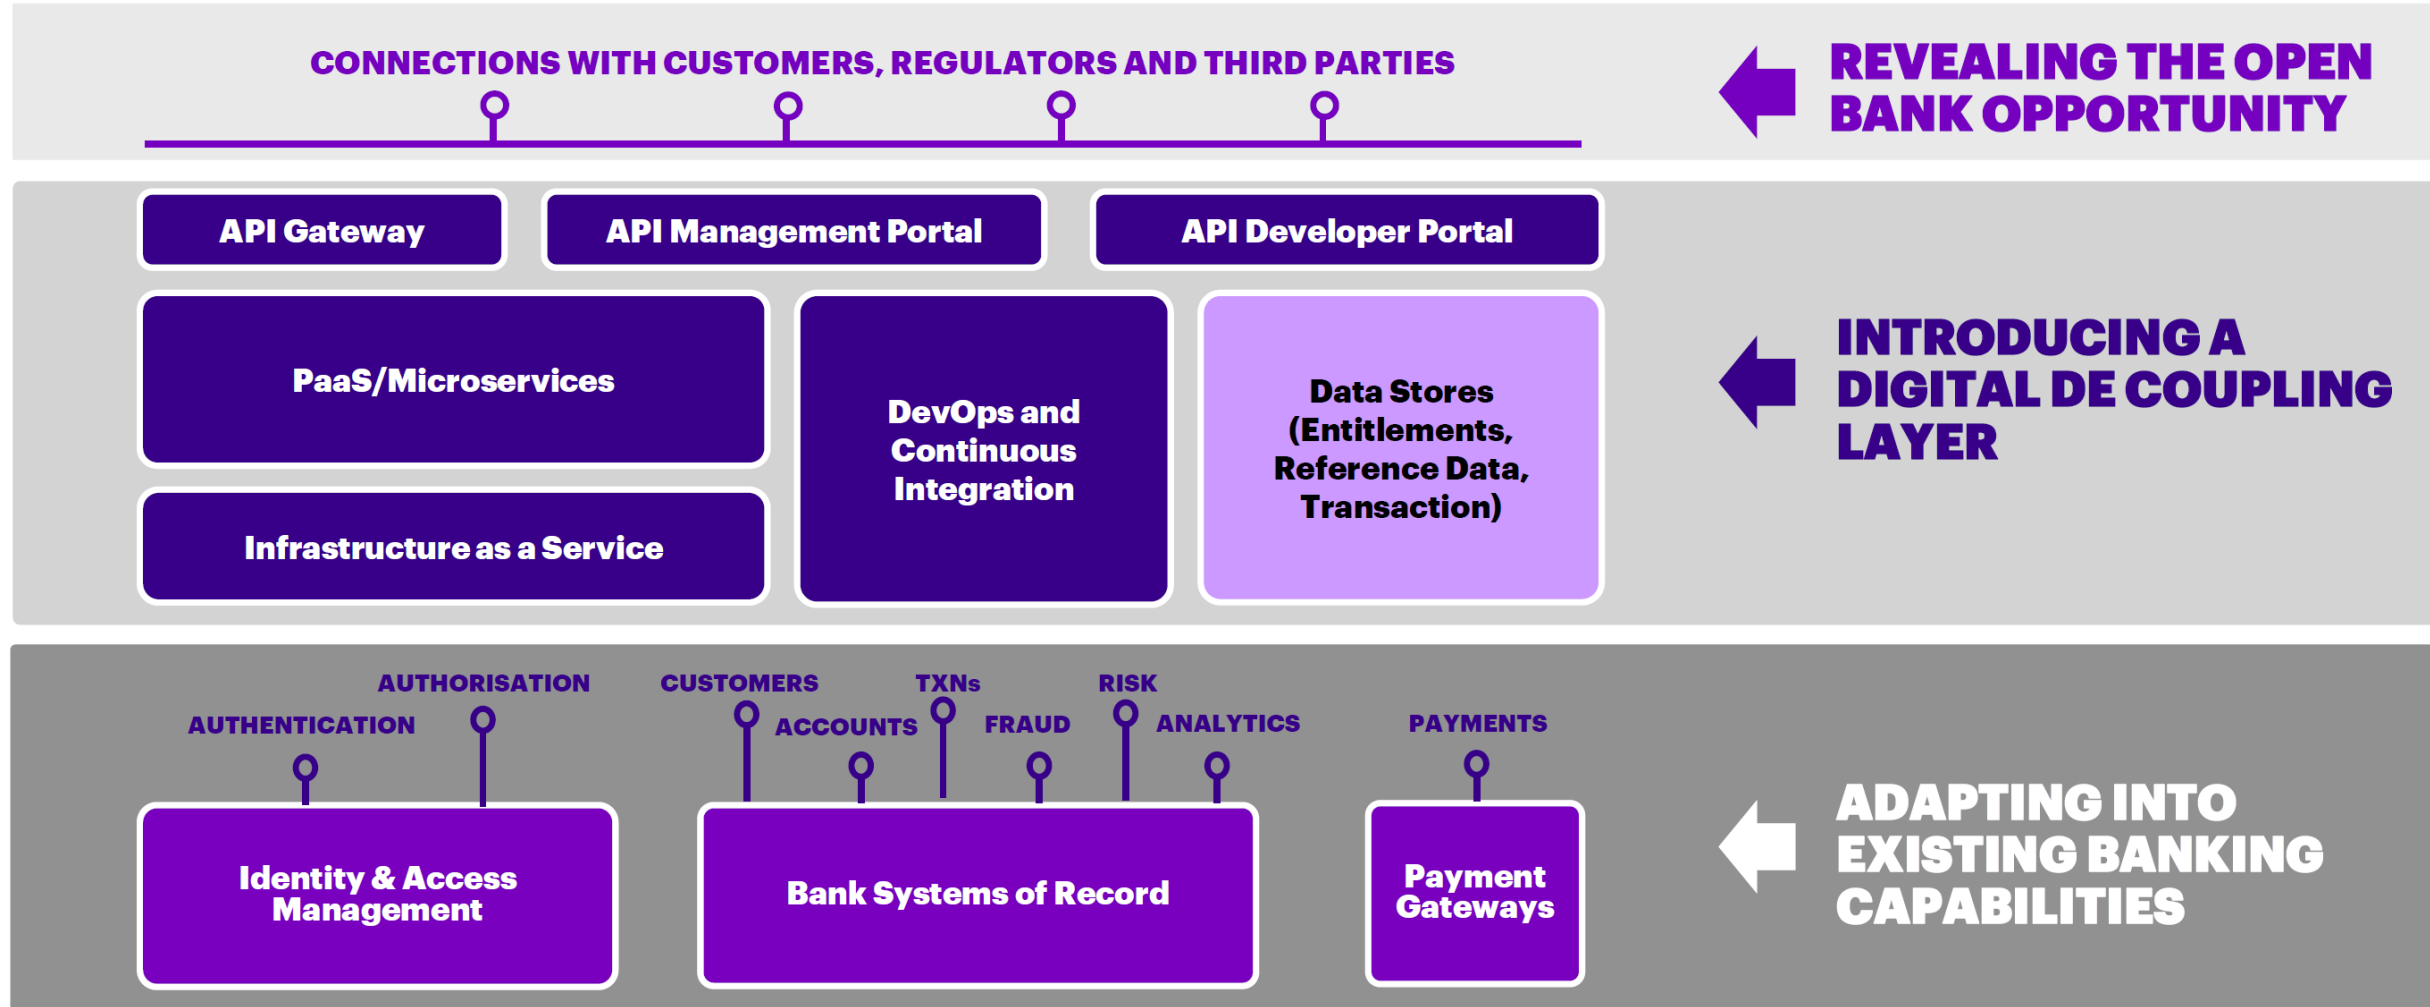 CONNECTIONS WITH CUSTOMERS, REGULATORS AND THIRD PARTIES
REVEALING THE OPEN
BANK OPPORTUNITY
API Gateway
API Management Portal
API Developer Portal
PaaS/Microservices
Infrastructure as a Service
DevOps and
Continuous
Integration
Data Stores
(Entitlements,
Reference Data,
Transaction)
INTRODUCING A
DIGITAL DE COUPLING
LAYER
AUTHENTICATION
AUTHORISATION
CUSTOMERS
ACCOUNTS
TXNs
FRAUD
RISK
ANALYTICS
PAYMENTS
Identity & Access
Management
Bank Systems of Record
Payment
Gateways
ADAPTING INTO
EXISTING BANKING
CAPABILITIES